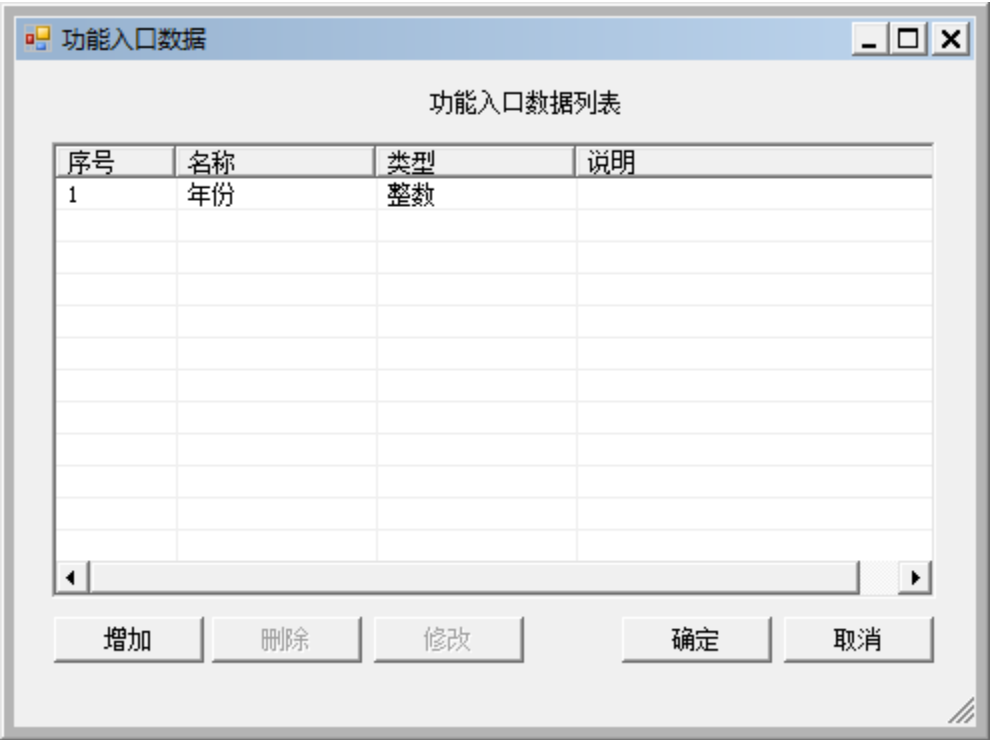 功能入口数据
功能入口数据列表
序号 名称 类型 说明
1 年份 整数
增加 删除 修改 确定 取消